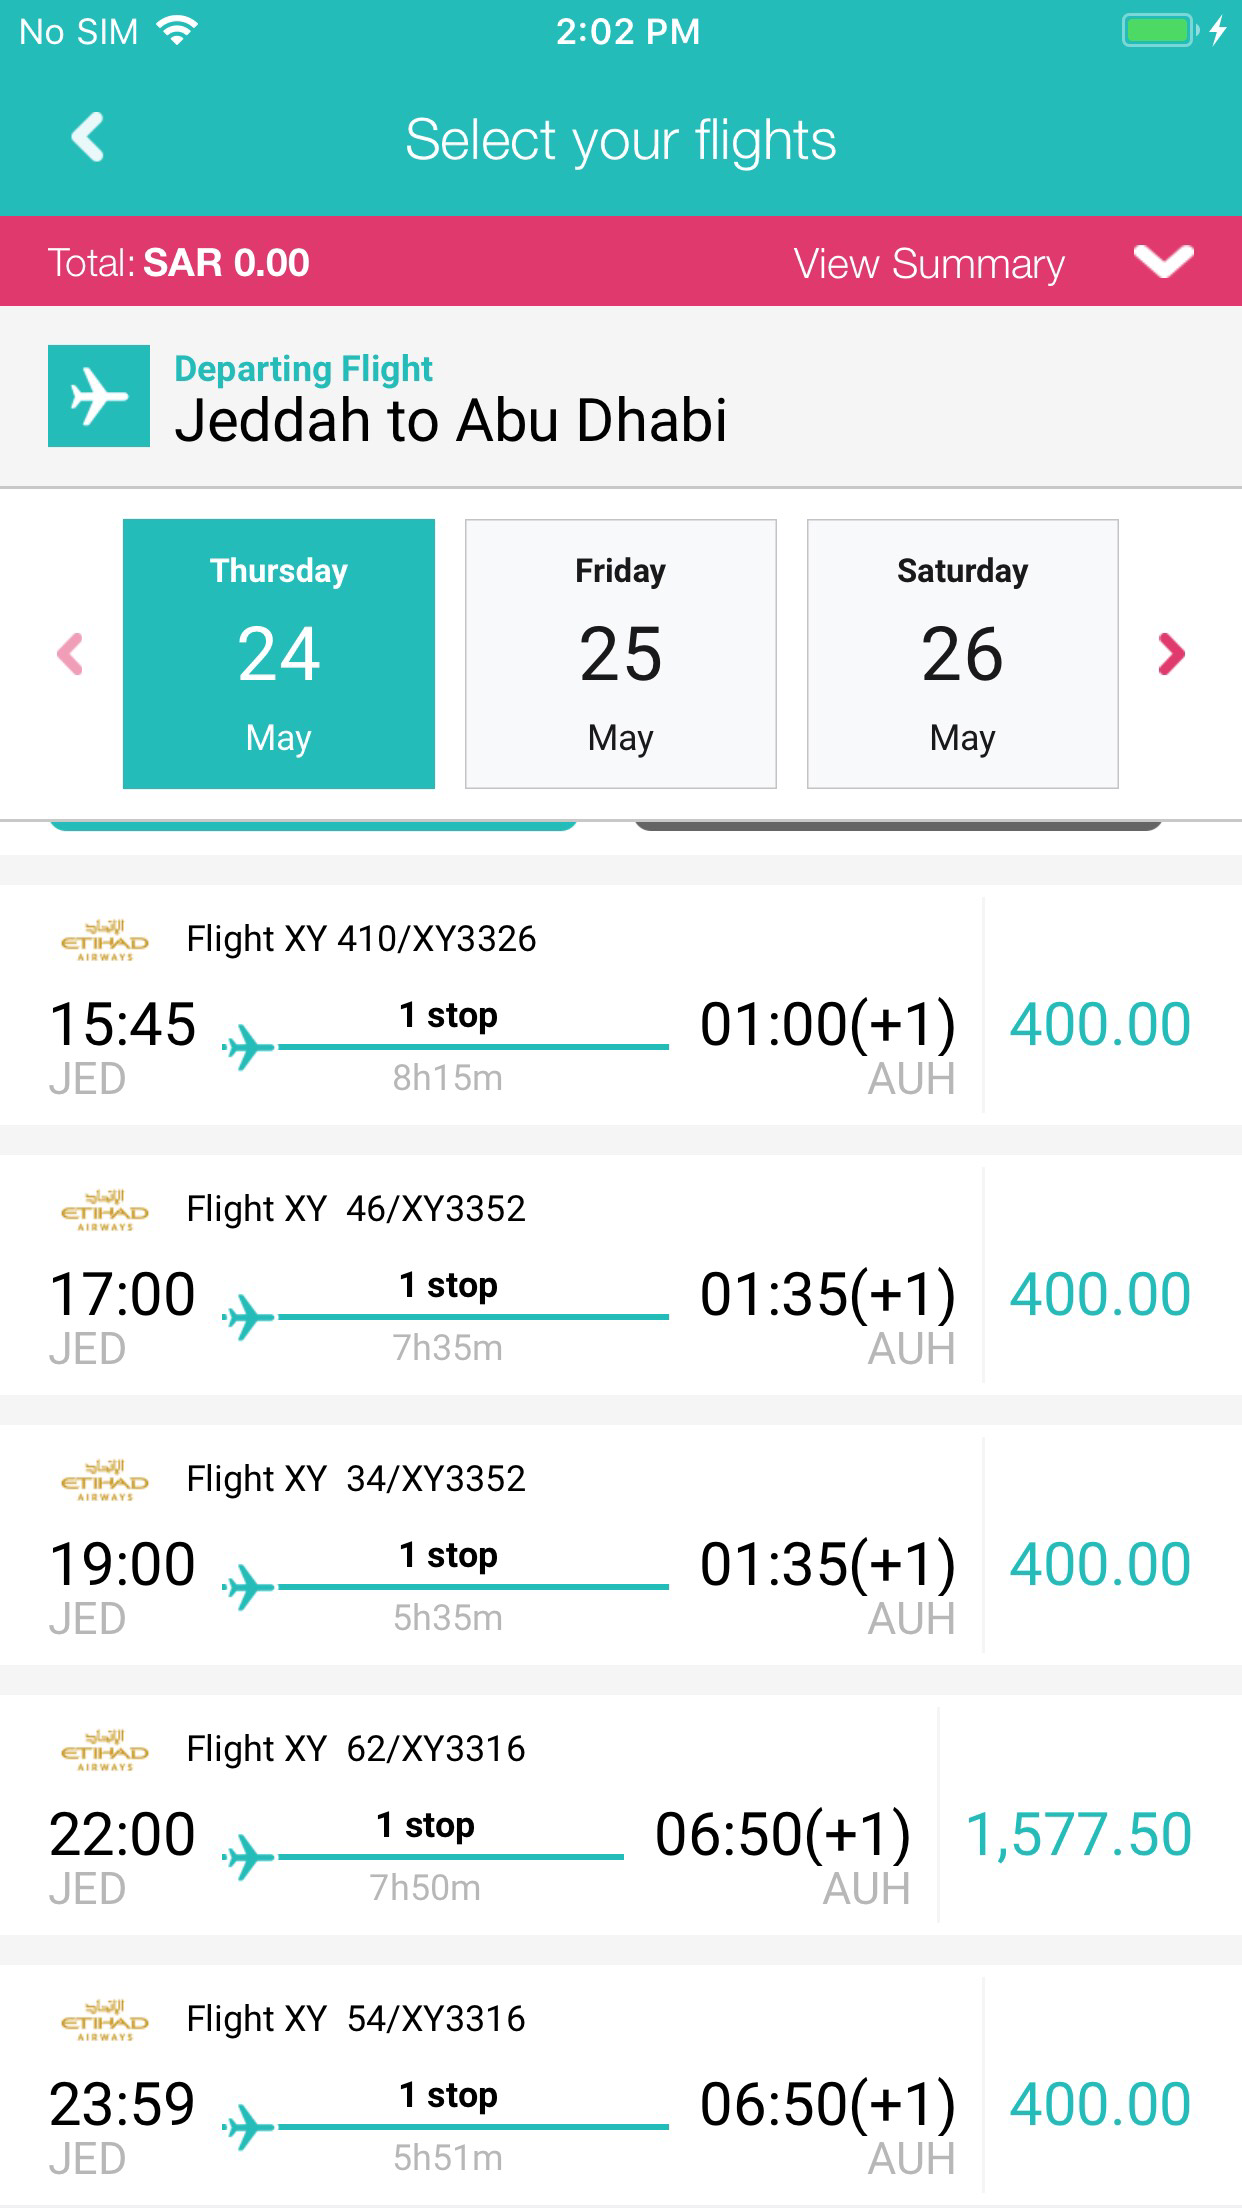 No SIM 2:02 PM
Select your flights
Total: SAR 0.00 View Summary
Departing Flight
Jeddah to Abu Dhabi
Thursday Friday Saturday
24 25 26
May May May
الإتحاد
ETIHAD
AIRWAYS
Flight XY 410/XY3326
15:45 1 stop 01:00(+1) 400.00
JED 8h15m AUH
الإتحاد
ETIHAD
AIRWAYS
Flight XY  46/XY3352
17:00 1 stop 01:35(+1) 400.00
JED 7h35m AUH
الإتحاد
ETIHAD
AIRWAYS
Flight XY  34/XY3352
19:00 1 stop 01:35(+1) 400.00
JED 5h35m AUH
الإتحاد
ETIHAD
AIRWAYS
Flight XY  62/XY3316
22:00 1 stop 06:50(+1) 1,577.50
JED 7h50m AUH
الإتحاد
ETIHAD
AIRWAYS
Flight XY  54/XY3316
23:59 1 stop 06:50(+1) 400.00
JED 5h51m AUH